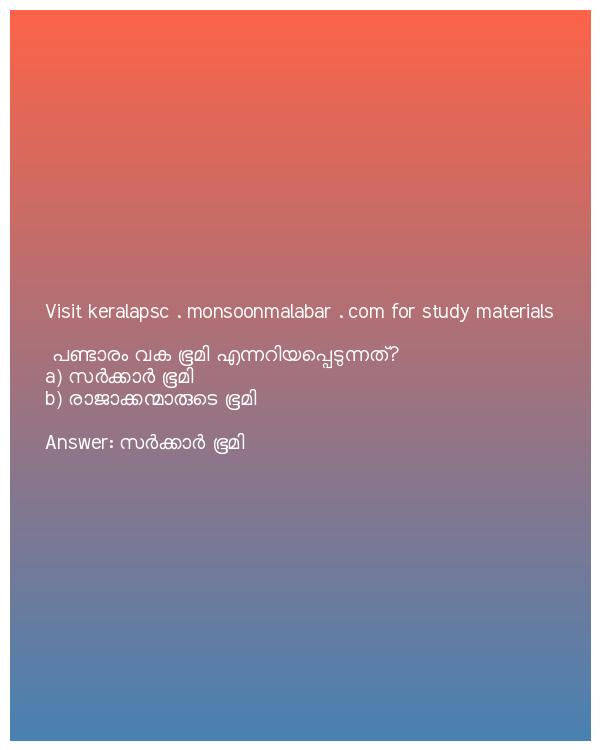 Visit keralapsc . monsoonmalabar . com for study materials
പണ്ടാരം വക ഭൂമി എന്നറിയപ്പെടുന്നത്?
a) സർക്കാർ ഭൂമി
b) രാജാക്കന്മാരുടെ ഭൂമി
Answer: സർക്കാർ ഭൂമി